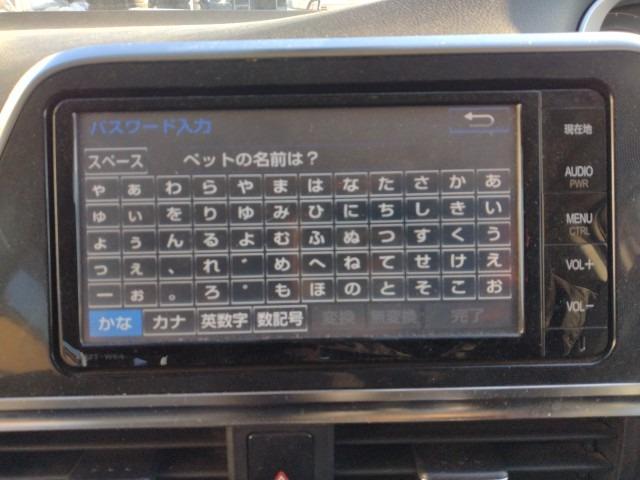 パスワード入力
スペース ペットの名前は？
ゃ ぁ わ ら や ま は な た さ か あ
ゅ ぃ を り ゆ み ひ に ち し き い
ょ ぅ ん る よ む ふ ぬ つ す く う
っ ぇ 、 れ ゛ め へ ね て せ け え
ー ぉ 。 ろ ゜ も ほ の と そ こ お
かな カナ 英数字 数記号 変換 無変換 完了
現在地
AUDIO
PWR
MENU
CTRL
VOL+
VOL-